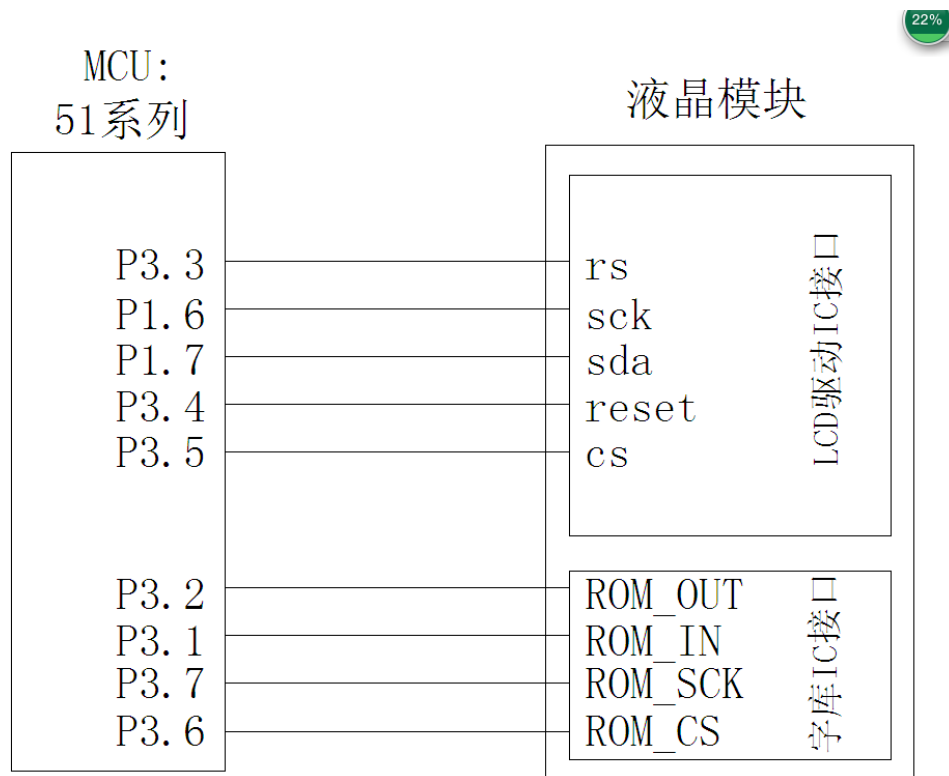 22%
MCU:
51系列
液晶模块
P3.3
rs
P1.6
sck
P1.7
sda
P3.4
reset
P3.5
cs
LCD驱动IC接口
P3.2
ROM_OUT
P3.1
ROM_IN
P3.7
ROM_SCK
P3.6
ROM_CS
字库IC接口